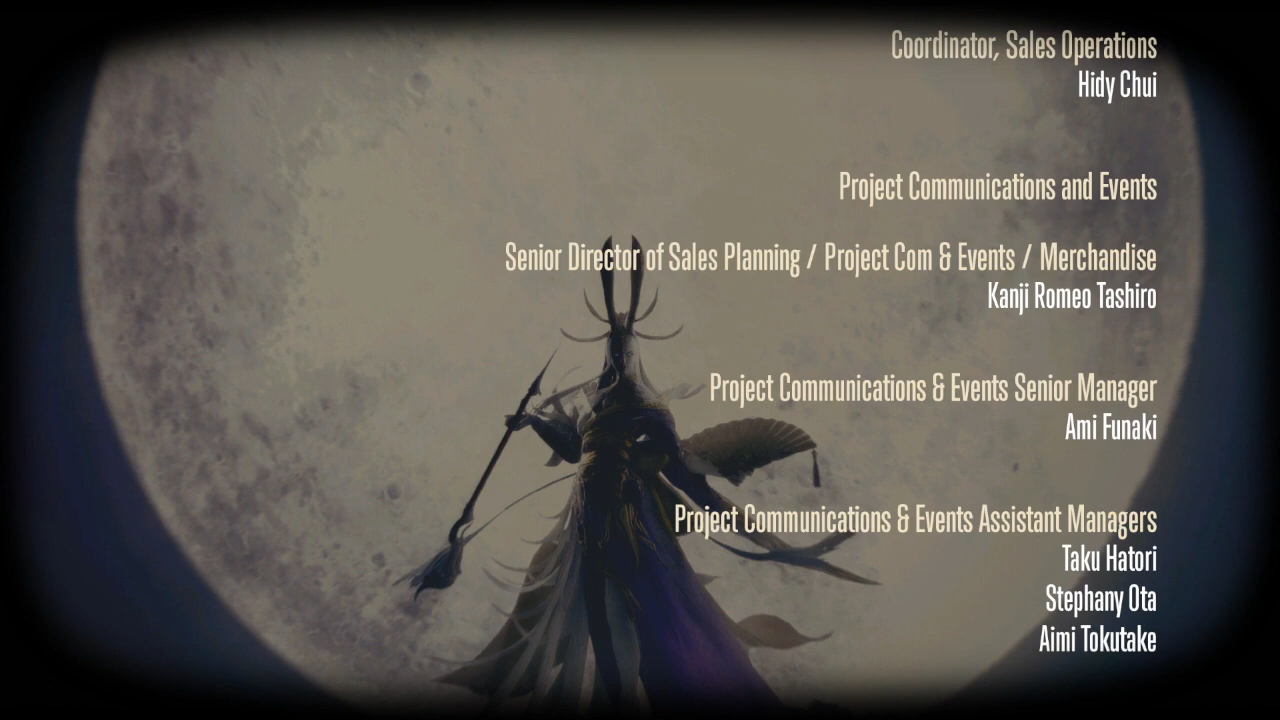 Coordinator, Sales Operations
Hidy Chui
Project Communications and Events
Senior Director of Sales Planning / Project Com & Events / Merchandise
Kanji Romeo Tashiro
Project Communications & Events Senior Manager
Ami Funaki
Project Communications & Events Assistant Managers
Taku Hatori
Stephany Ota
Aimi Tokutake